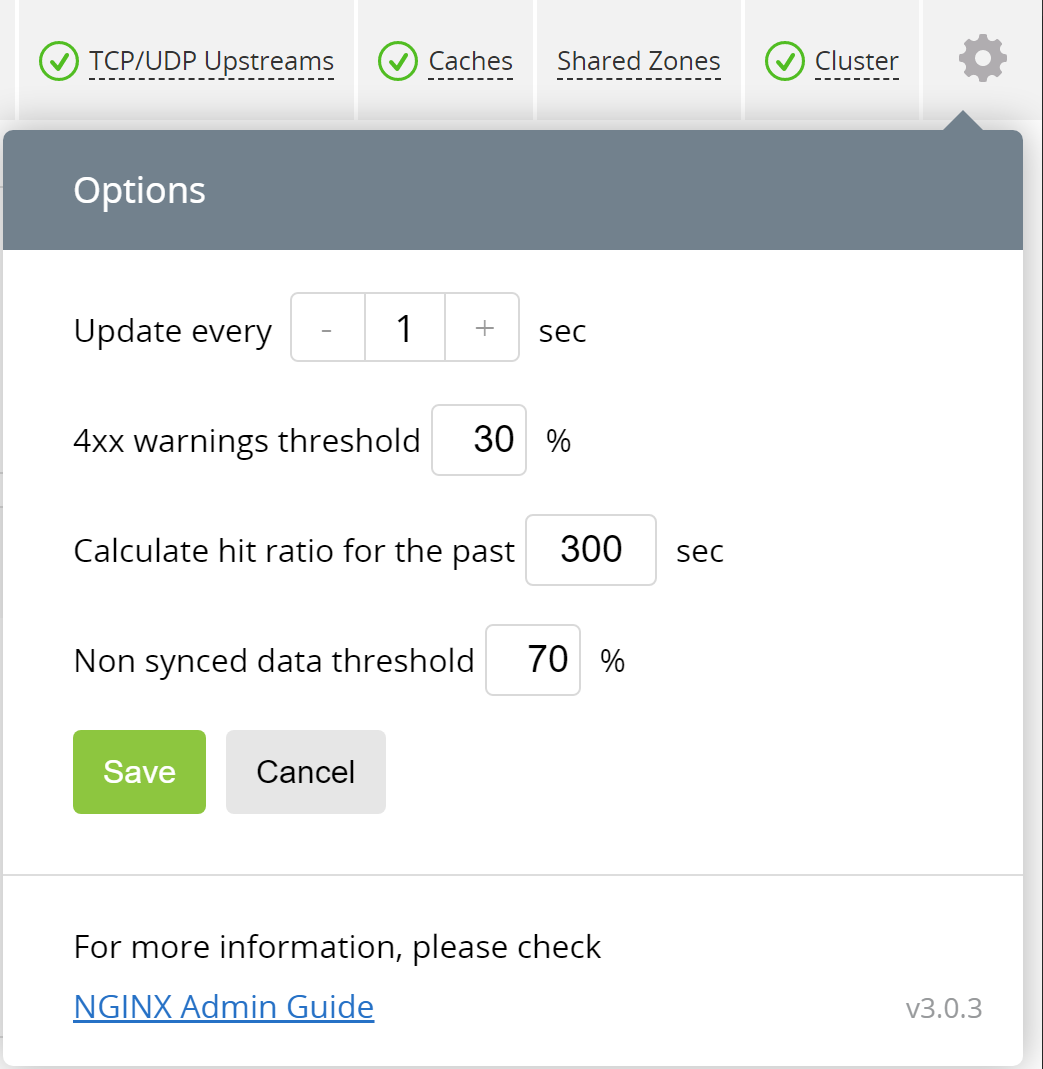 TCP/UDP Upstreams Caches Shared Zones Cluster
Options
Update every - 1 + sec
4xx warnings threshold 30 %
Calculate hit ratio for the past 300 sec
Non synced data threshold 70 %
Save Cancel
For more information, please check
NGINX Admin Guide v3.0.3